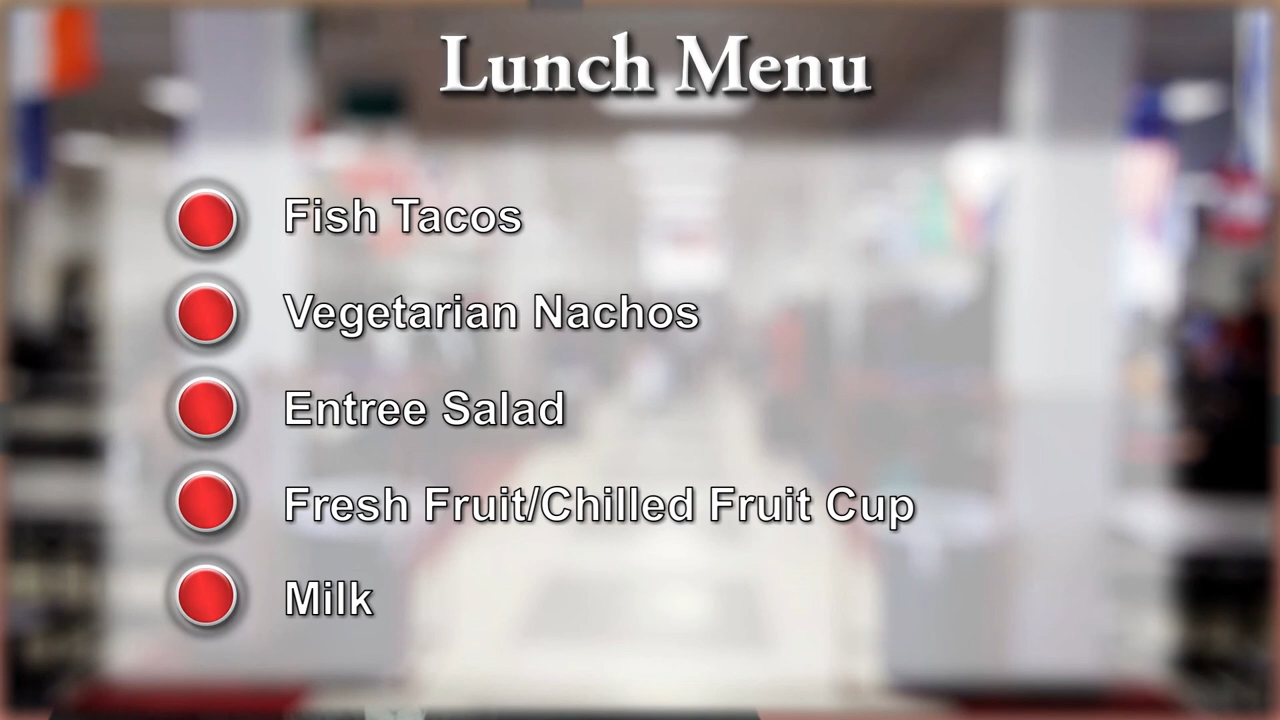 Lunch Menu
Fish Tacos
Vegetarian Nachos
Entree Salad
Fresh Fruit/Chilled Fruit Cup
Milk